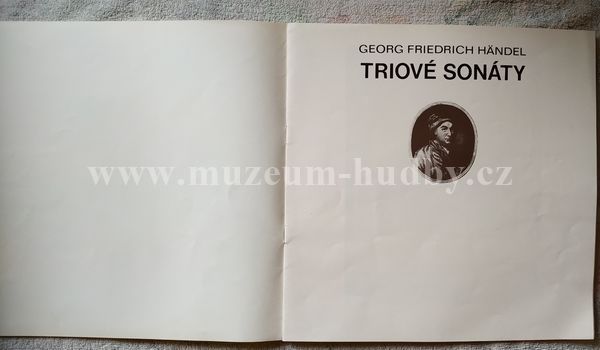 GEORG FRIEDRICH HÄNDEL
TRIOVÉ SONÁTY
www.muzeum-hudby.cz